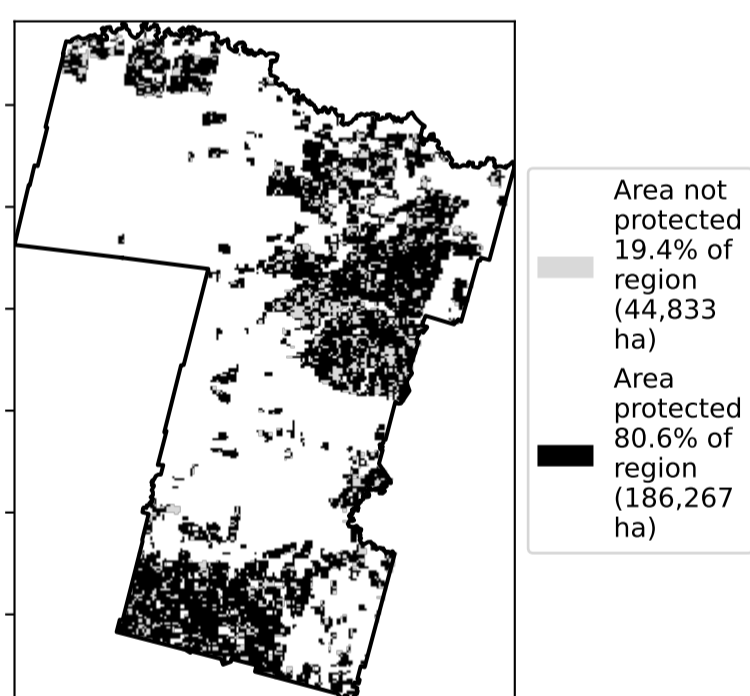 Area not
protected
19.4% of
region
(44,833
ha)
Area
protected
80.6% of
region
(186,267
ha)